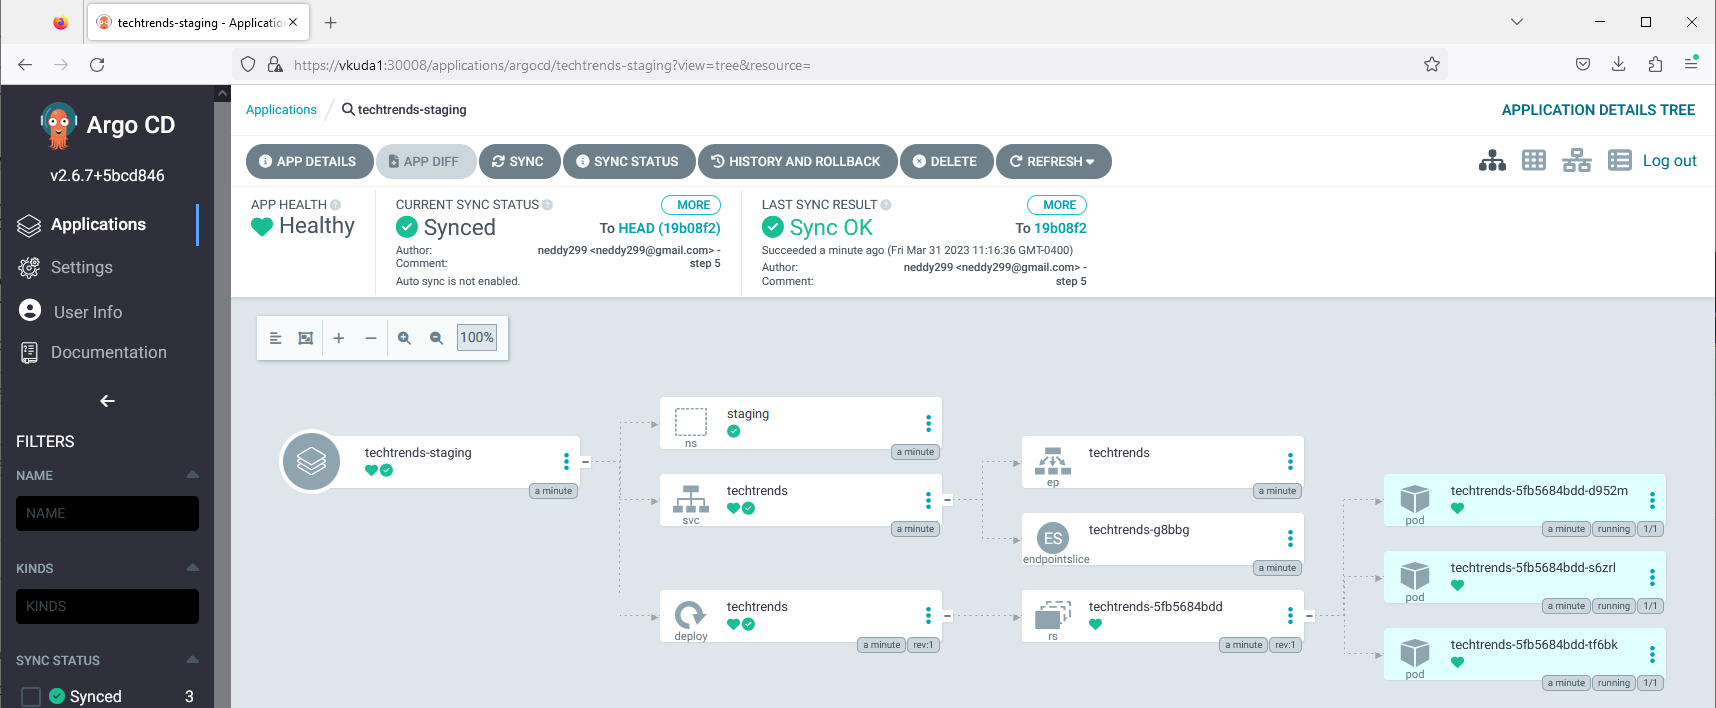 techtrends-staging - Applicatio
https://vkuda1:30008/applications/argocd/techtrends-staging?view=tree&resource=
Argo CD
v2.6.7+5bcd846
Applications
Settings
User Info
Documentation
FILTERS
NAME
NAME
KINDS
KINDS
SYNC STATUS
Synced 3
Applications / techtrends-staging
APPLICATION DETAILS TREE
APP DETAILS APP DIFF SYNC SYNC STATUS HISTORY AND ROLLBACK DELETE REFRESH
Log out
APP HEALTH
Healthy
CURRENT SYNC STATUS MORE
Synced To HEAD (19b08f2)
Author: neddy299 <neddy299@gmail.com> -
Comment: step 5
Auto sync is not enabled.
LAST SYNC RESULT MORE
Sync OK To 19b08f2
Succeeded a minute ago (Fri Mar 31 2023 11:16:36 GMT-0400)
Author: neddy299 <neddy299@gmail.com> -
Comment: step 5
100%
techtrends-staging
a minute
staging
ns
a minute
techtrends
svc
a minute
techtrends
deploy
a minute rev:1
techtrends
ep
a minute
ES
techtrends-g8bbg
endpointslice
a minute
techtrends-5fb5684bdd
rs
a minute rev:1
techtrends-5fb5684bdd-d952m
pod
a minute running 1/1
techtrends-5fb5684bdd-s6zrl
pod
a minute running 1/1
techtrends-5fb5684bdd-tf6bk
pod
a minute running 1/1